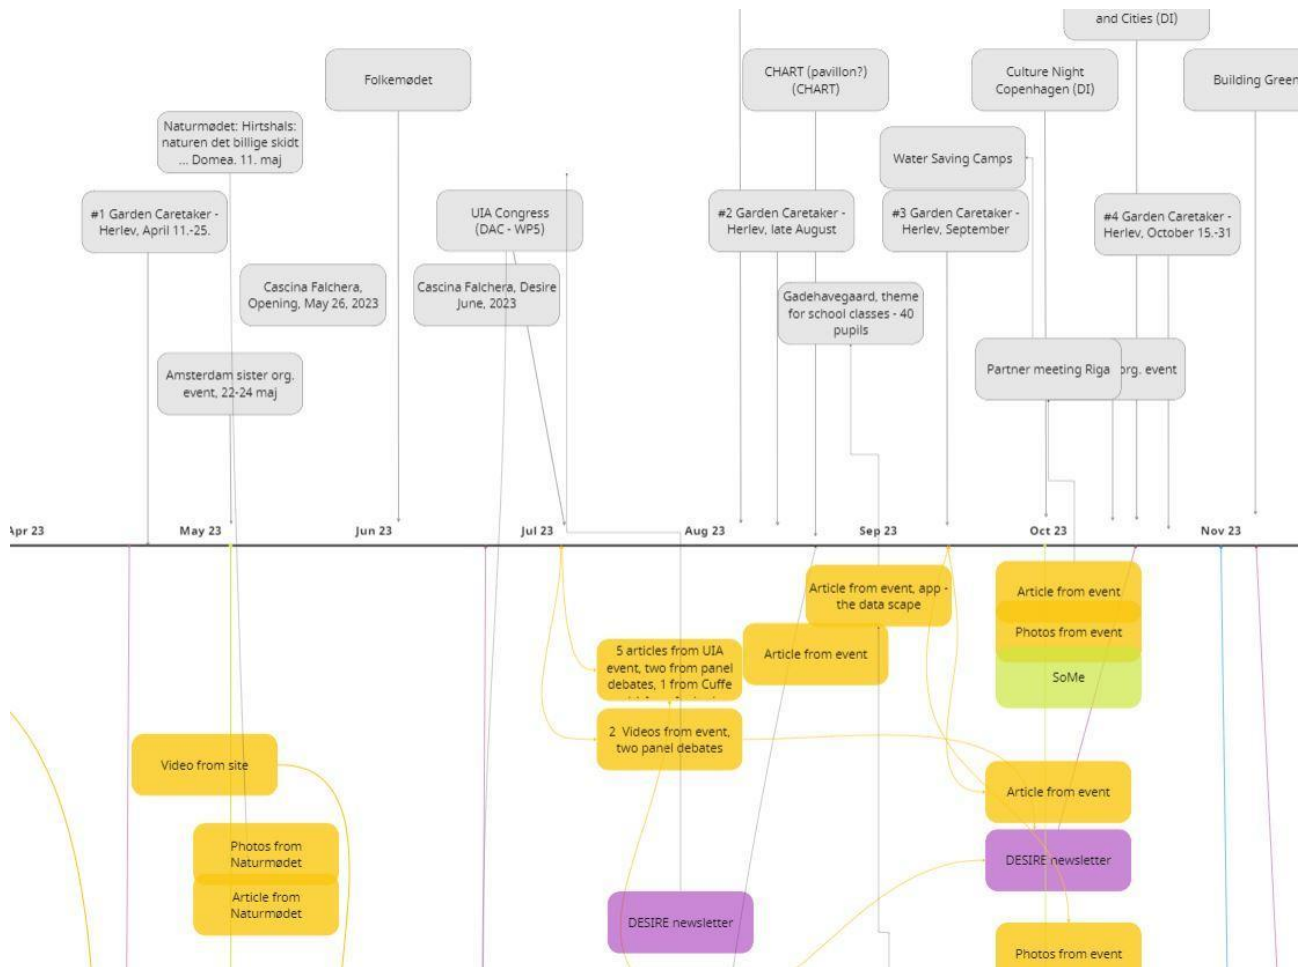 and Cities (DI)
Folkemødet
CHART (pavillon?)
(CHART)
Culture Night
Copenhagen (DI)
Building Green
Naturmødet: Hirtshals:
naturen det billige skidt
... Domea. 11. maj
Water Saving Camps
#1 Garden Caretaker -
Herlev, April 11.-25.
UIA Congress
(DAC - WP5)
#2 Garden Caretaker -
Herlev, late August
#3 Garden Caretaker -
Herlev, September
#4 Garden Caretaker -
Herlev, October 15.-31
Cascina Falchera,
Opening, May 26, 2023
Cascina Falchera, Desire
June, 2023
Gadehavegaard, theme
for school classes - 40
pupils
Amsterdam sister org.
event, 22-24 maj
Partner meeting Riga
org. event
Apr 23
May 23
Jun 23
Jul 23
Aug 23
Sep 23
Oct 23
Nov 23
Article from event, app -
the data scape
Article from event
Photos from event
SoMe
5 articles from UIA
event, two from panel
debates, 1 from Cuffe
Article from event
2 Videos from event,
two panel debates
Video from site
Article from event
Photos from
Naturmødet
DESIRE newsletter
Article from
Naturmødet
DESIRE newsletter
Photos from event